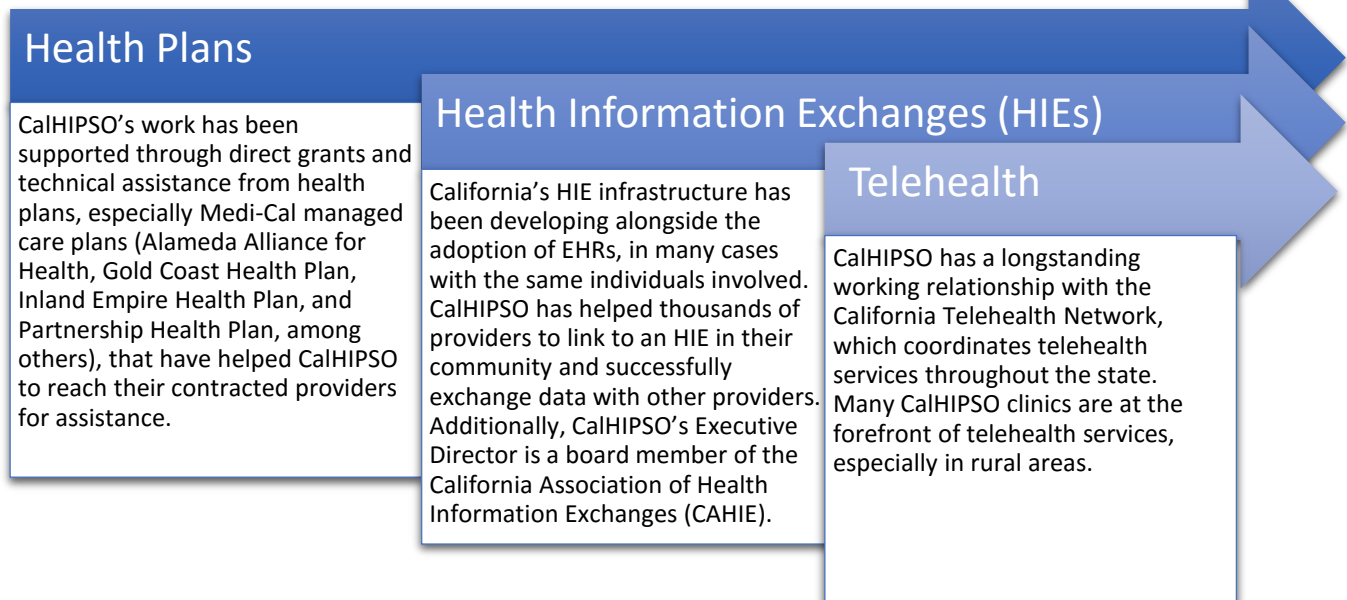 Health Plans
CalHIPSO’s work has been
supported through direct grants and
technical assistance from health
plans, especially Medi-Cal managed
care plans (Alameda Alliance for
Health, Gold Coast Health Plan,
Inland Empire Health Plan, and
Partnership Health Plan, among
others), that have helped CalHIPSO
to reach their contracted providers
for assistance.
Health Information Exchanges (HIEs)
California’s HIE infrastructure has
been developing alongside the
adoption of EHRs, in many cases
with the same individuals involved.
CalHIPSO has helped thousands of
providers to link to an HIE in their
community and successfully
exchange data with other providers.
Additionally, CalHIPSO’s Executive
Director is a board member of the
California Association of Health
Information Exchanges (CAHIE).
Telehealth
CalHIPSO has a longstanding
working relationship with the
California Telehealth Network,
which coordinates telehealth
services throughout the state.
Many CalHIPSO clinics are at the
forefront of telehealth services,
especially in rural areas.